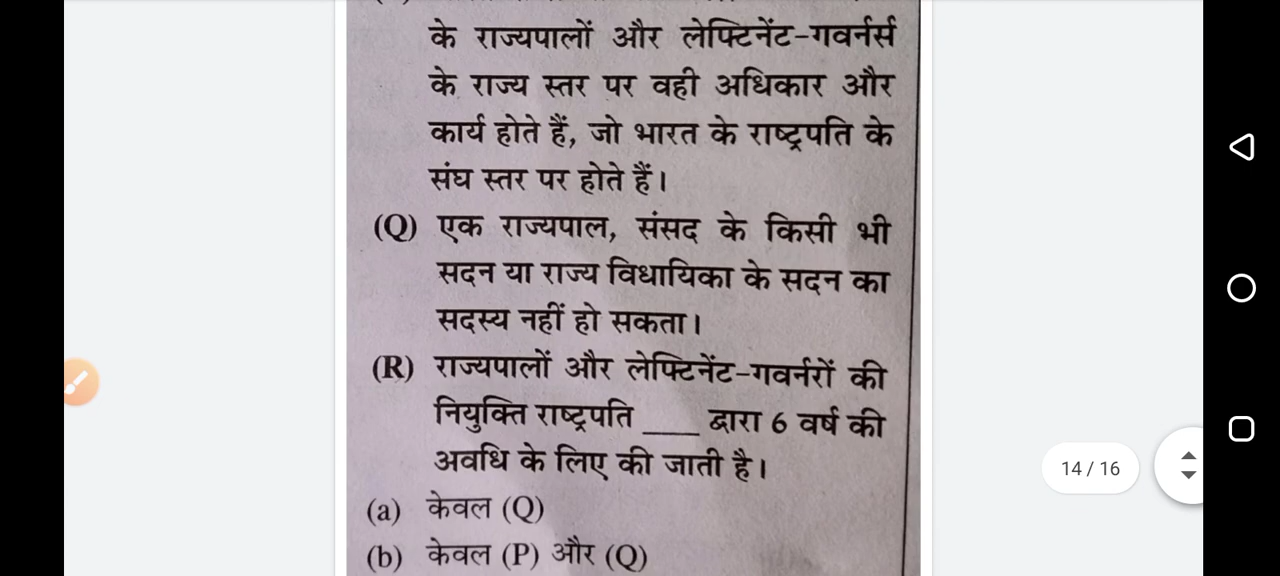 के राज्यपालों और लेफ्टिनेंट-गवर्नर्स
के राज्य स्तर पर वही अधिकार और
कार्य होते हैं, जो भारत के राष्ट्रपति के
संघ स्तर पर होते हैं।
(Q) एक राज्यपाल, संसद के किसी भी
सदन या राज्य विधायिका के सदन का
सदस्य नहीं हो सकता।
(R) राज्यपालों और लेफ्टिनेंट-गवर्नरों की
नियुक्ति राष्ट्रपति ___ द्वारा 6 वर्ष की
अवधि के लिए की जाती है।
14 / 16
(a) केवल (Q)
(b) केवल (P) और (Q)